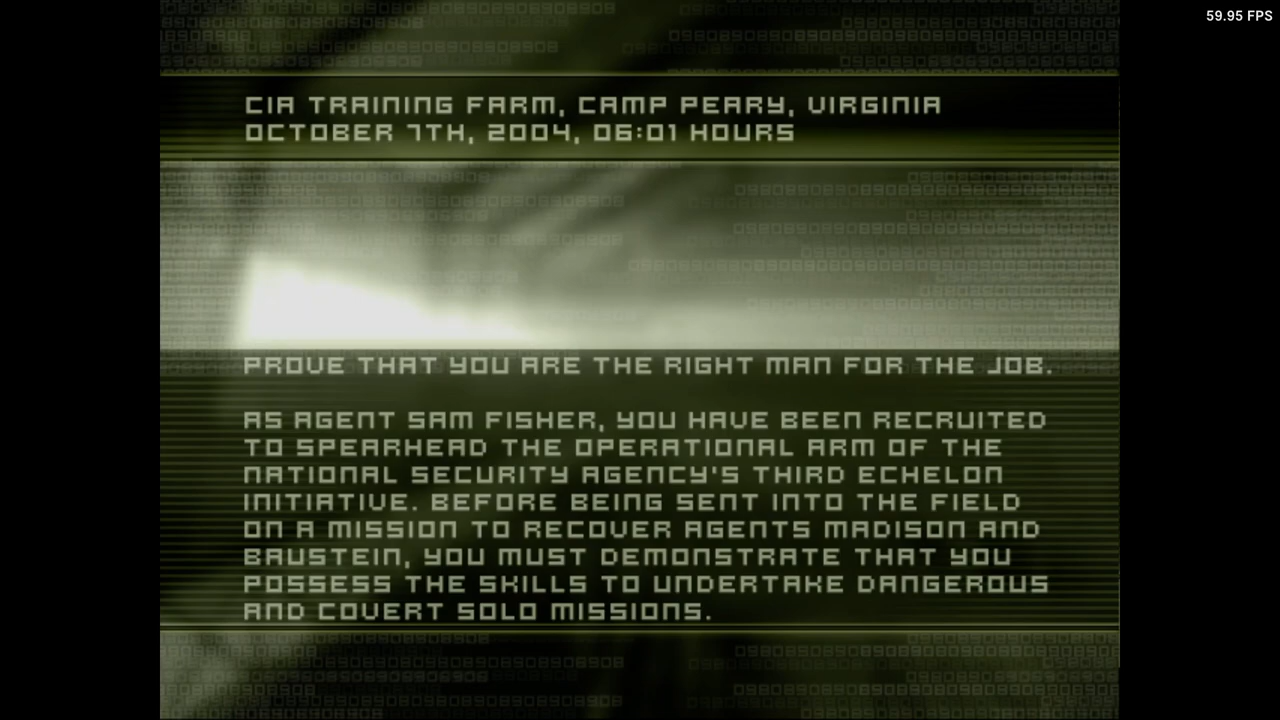 59.95 FPS
CIA TRAINING FARM, CAMP PEARY, VIRGINIA
OCTOBER 7TH, 2004, 06:01 HOURS
PROVE THAT YOU ARE THE RIGHT MAN FOR THE JOB.
AS AGENT SAM FISHER, YOU HAVE BEEN RECRUITED
TO SPEARHEAD THE OPERATIONAL ARM OF THE
NATIONAL SECURITY AGENCY'S THIRD ECHELON
INITIATIVE. BEFORE BEING SENT INTO THE FIELD
ON A MISSION TO RECOVER AGENTS MADISON AND
BAUSTEIN, YOU MUST DEMONSTRATE THAT YOU
POSSESS THE SKILLS TO UNDERTAKE DANGEROUS
AND COVERT SOLO MISSIONS.